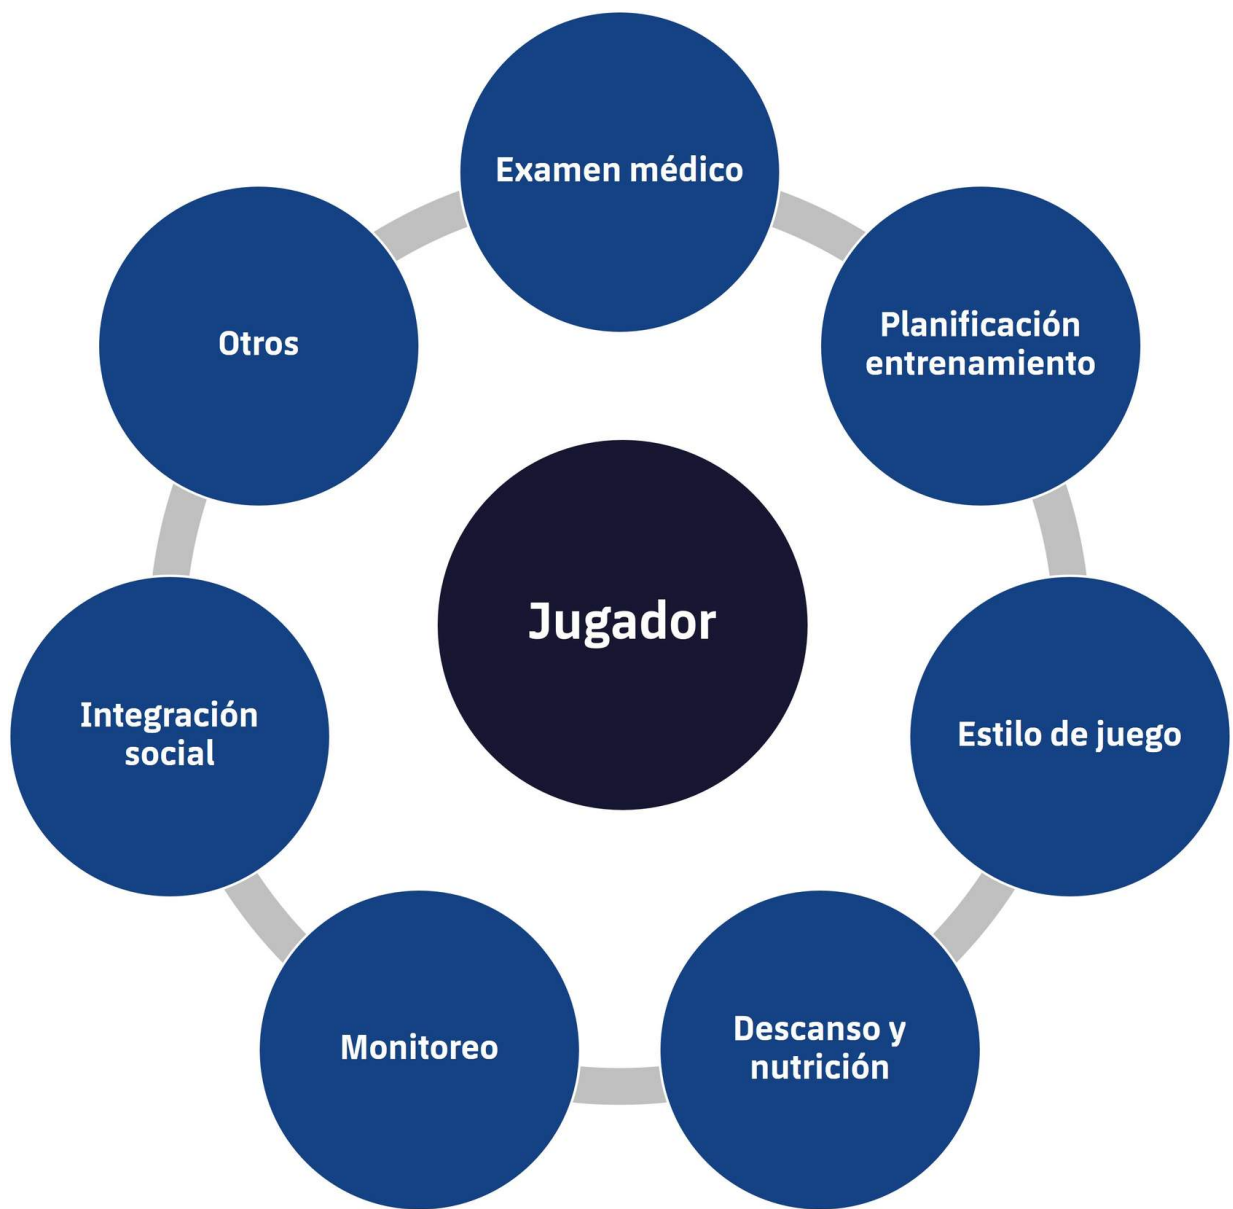 Examen médico
Planificación
entrenamiento
Estilo de juego
Descanso y
nutrición
Monitoreo
Integración
social
Otros
Jugador